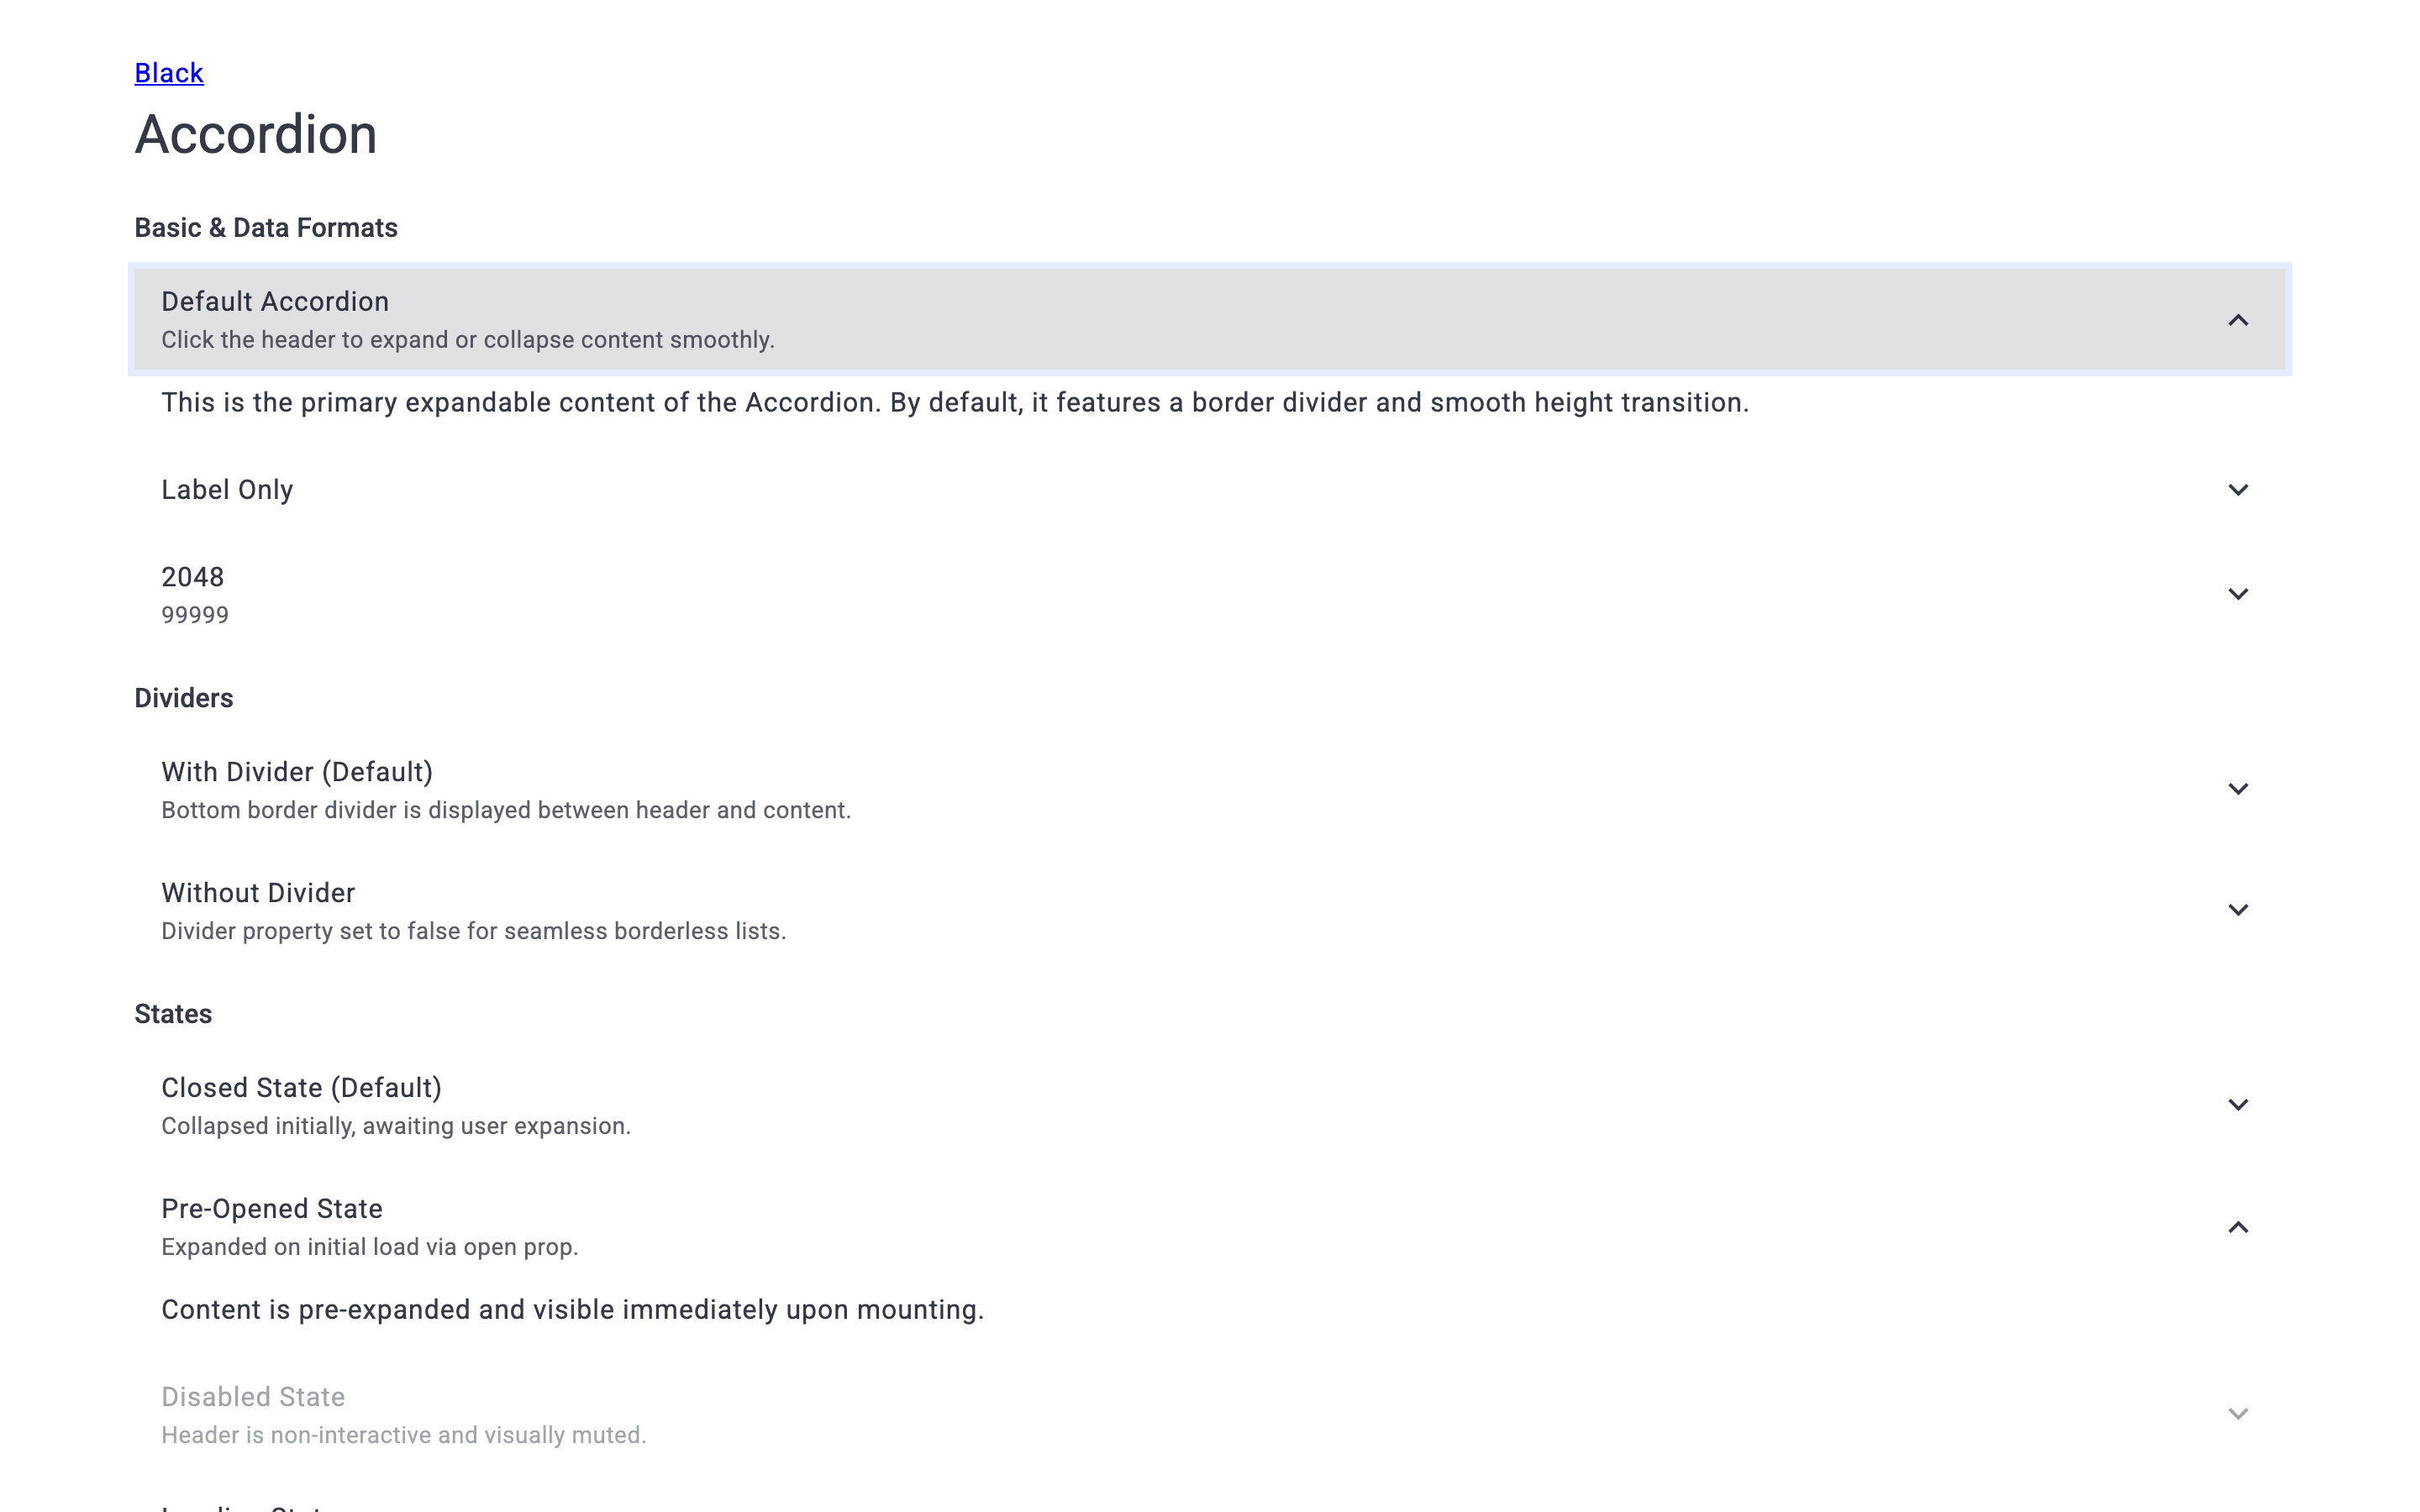 Black
Accordion
Basic & Data Formats
Default Accordion
Click the header to expand or collapse content smoothly.
This is the primary expandable content of the Accordion. By default, it features a border divider and smooth height transition.
Label Only
2048
99999
Dividers
With Divider (Default)
Bottom border divider is displayed between header and content.
Without Divider
Divider property set to false for seamless borderless lists.
States
Closed State (Default)
Collapsed initially, awaiting user expansion.
Pre-Opened State
Expanded on initial load via open prop.
Content is pre-expanded and visible immediately upon mounting.
Disabled State
Header is non-interactive and visually muted.